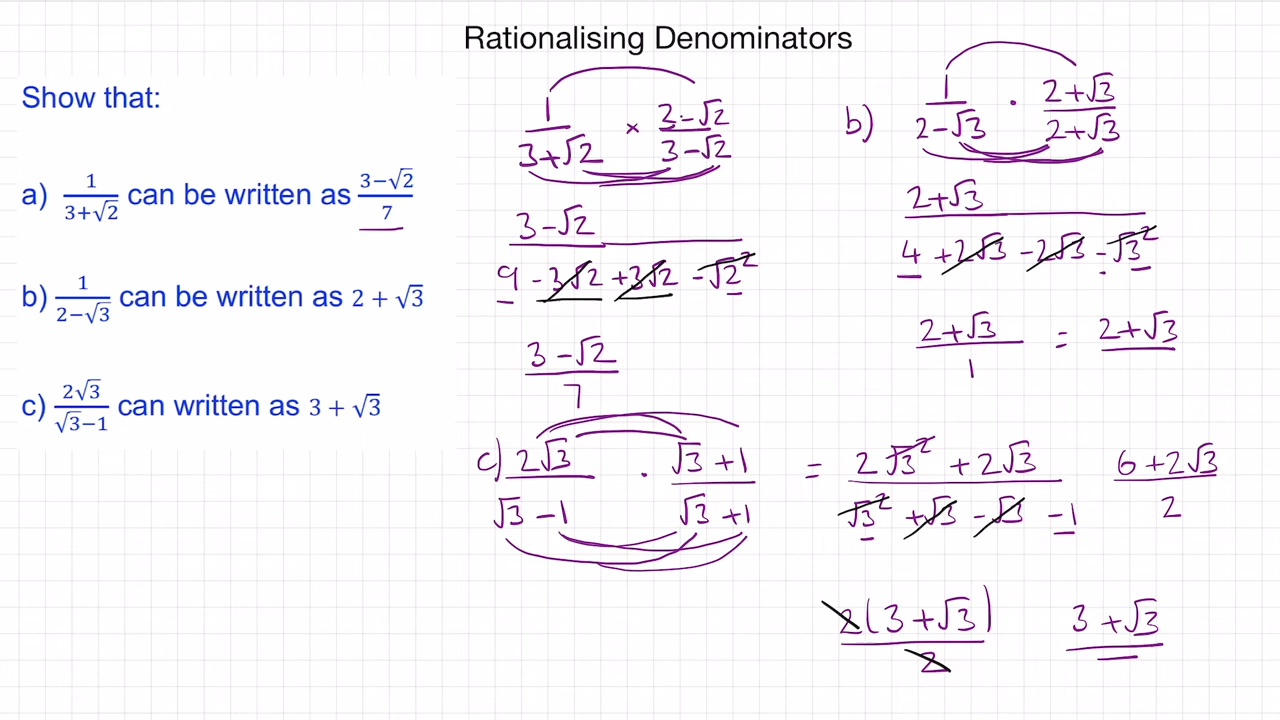 Rationalising Denominators
Show that:
a) 1/(3+√2) can be written as (3−√2)/7
b) 1/(2−√3) can be written as 2 + √3
c) 2√3/(√3−1) can written as 3 + √3
1/(3+√2) × (3−√2)/(3−√2)
(3−√2)/(9 −3√2 +3√2 −√2²)
(3−√2)/7
b) 1/(2−√3) · (2+√3)/(2+√3)
(2+√3)/(4 +2√3 −2√3 −√3²)
(2+√3)/1 = 2+√3
c) 2√3/(√3 −1) · (√3 +1)/(√3 +1) = (2√3² +2√3)/(√3² +√3 −√3 −1) (6+2√3)/2
2(3+√3)/2 3+√3